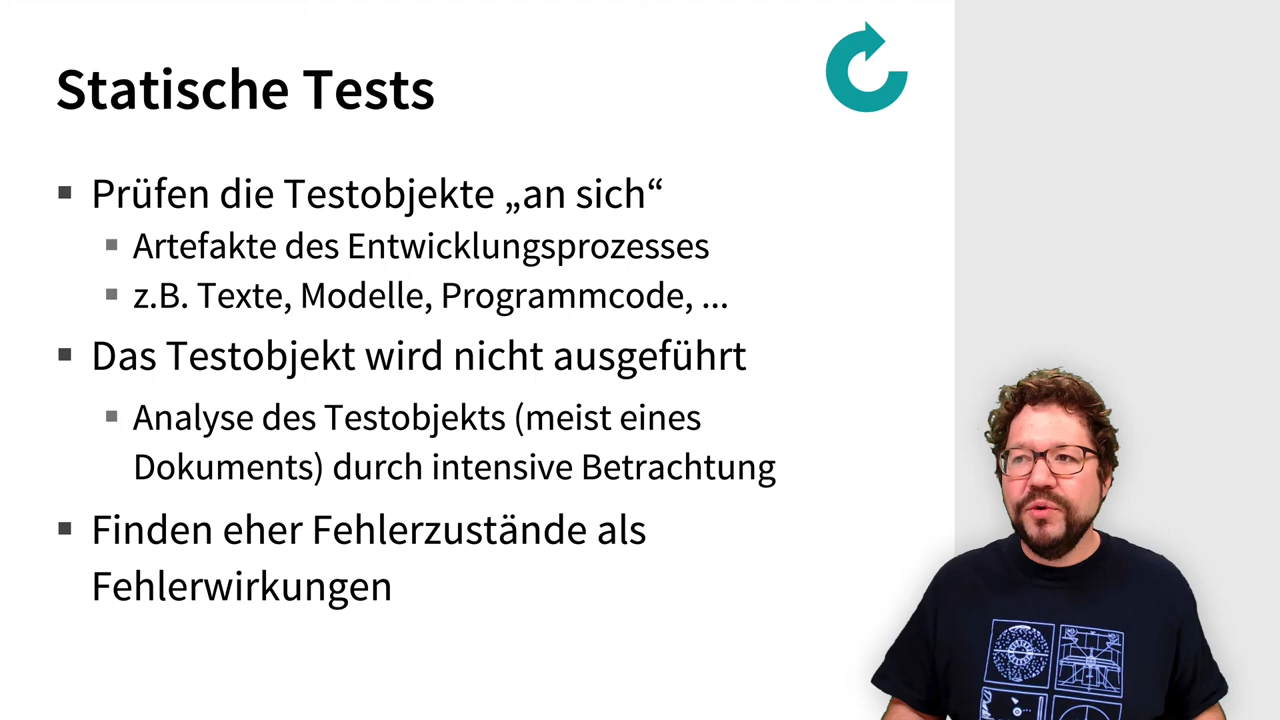 Statische Tests
▪ Prüfen die Testobjekte „an sich“
▪ Artefakte des Entwicklungsprozesses
▪ z.B. Texte, Modelle, Programmcode, ...
▪ Das Testobjekt wird nicht ausgeführt
▪ Analyse des Testobjekts (meist eines
Dokuments) durch intensive Betrachtung
▪ Finden eher Fehlerzustände als
Fehlerwirkungen